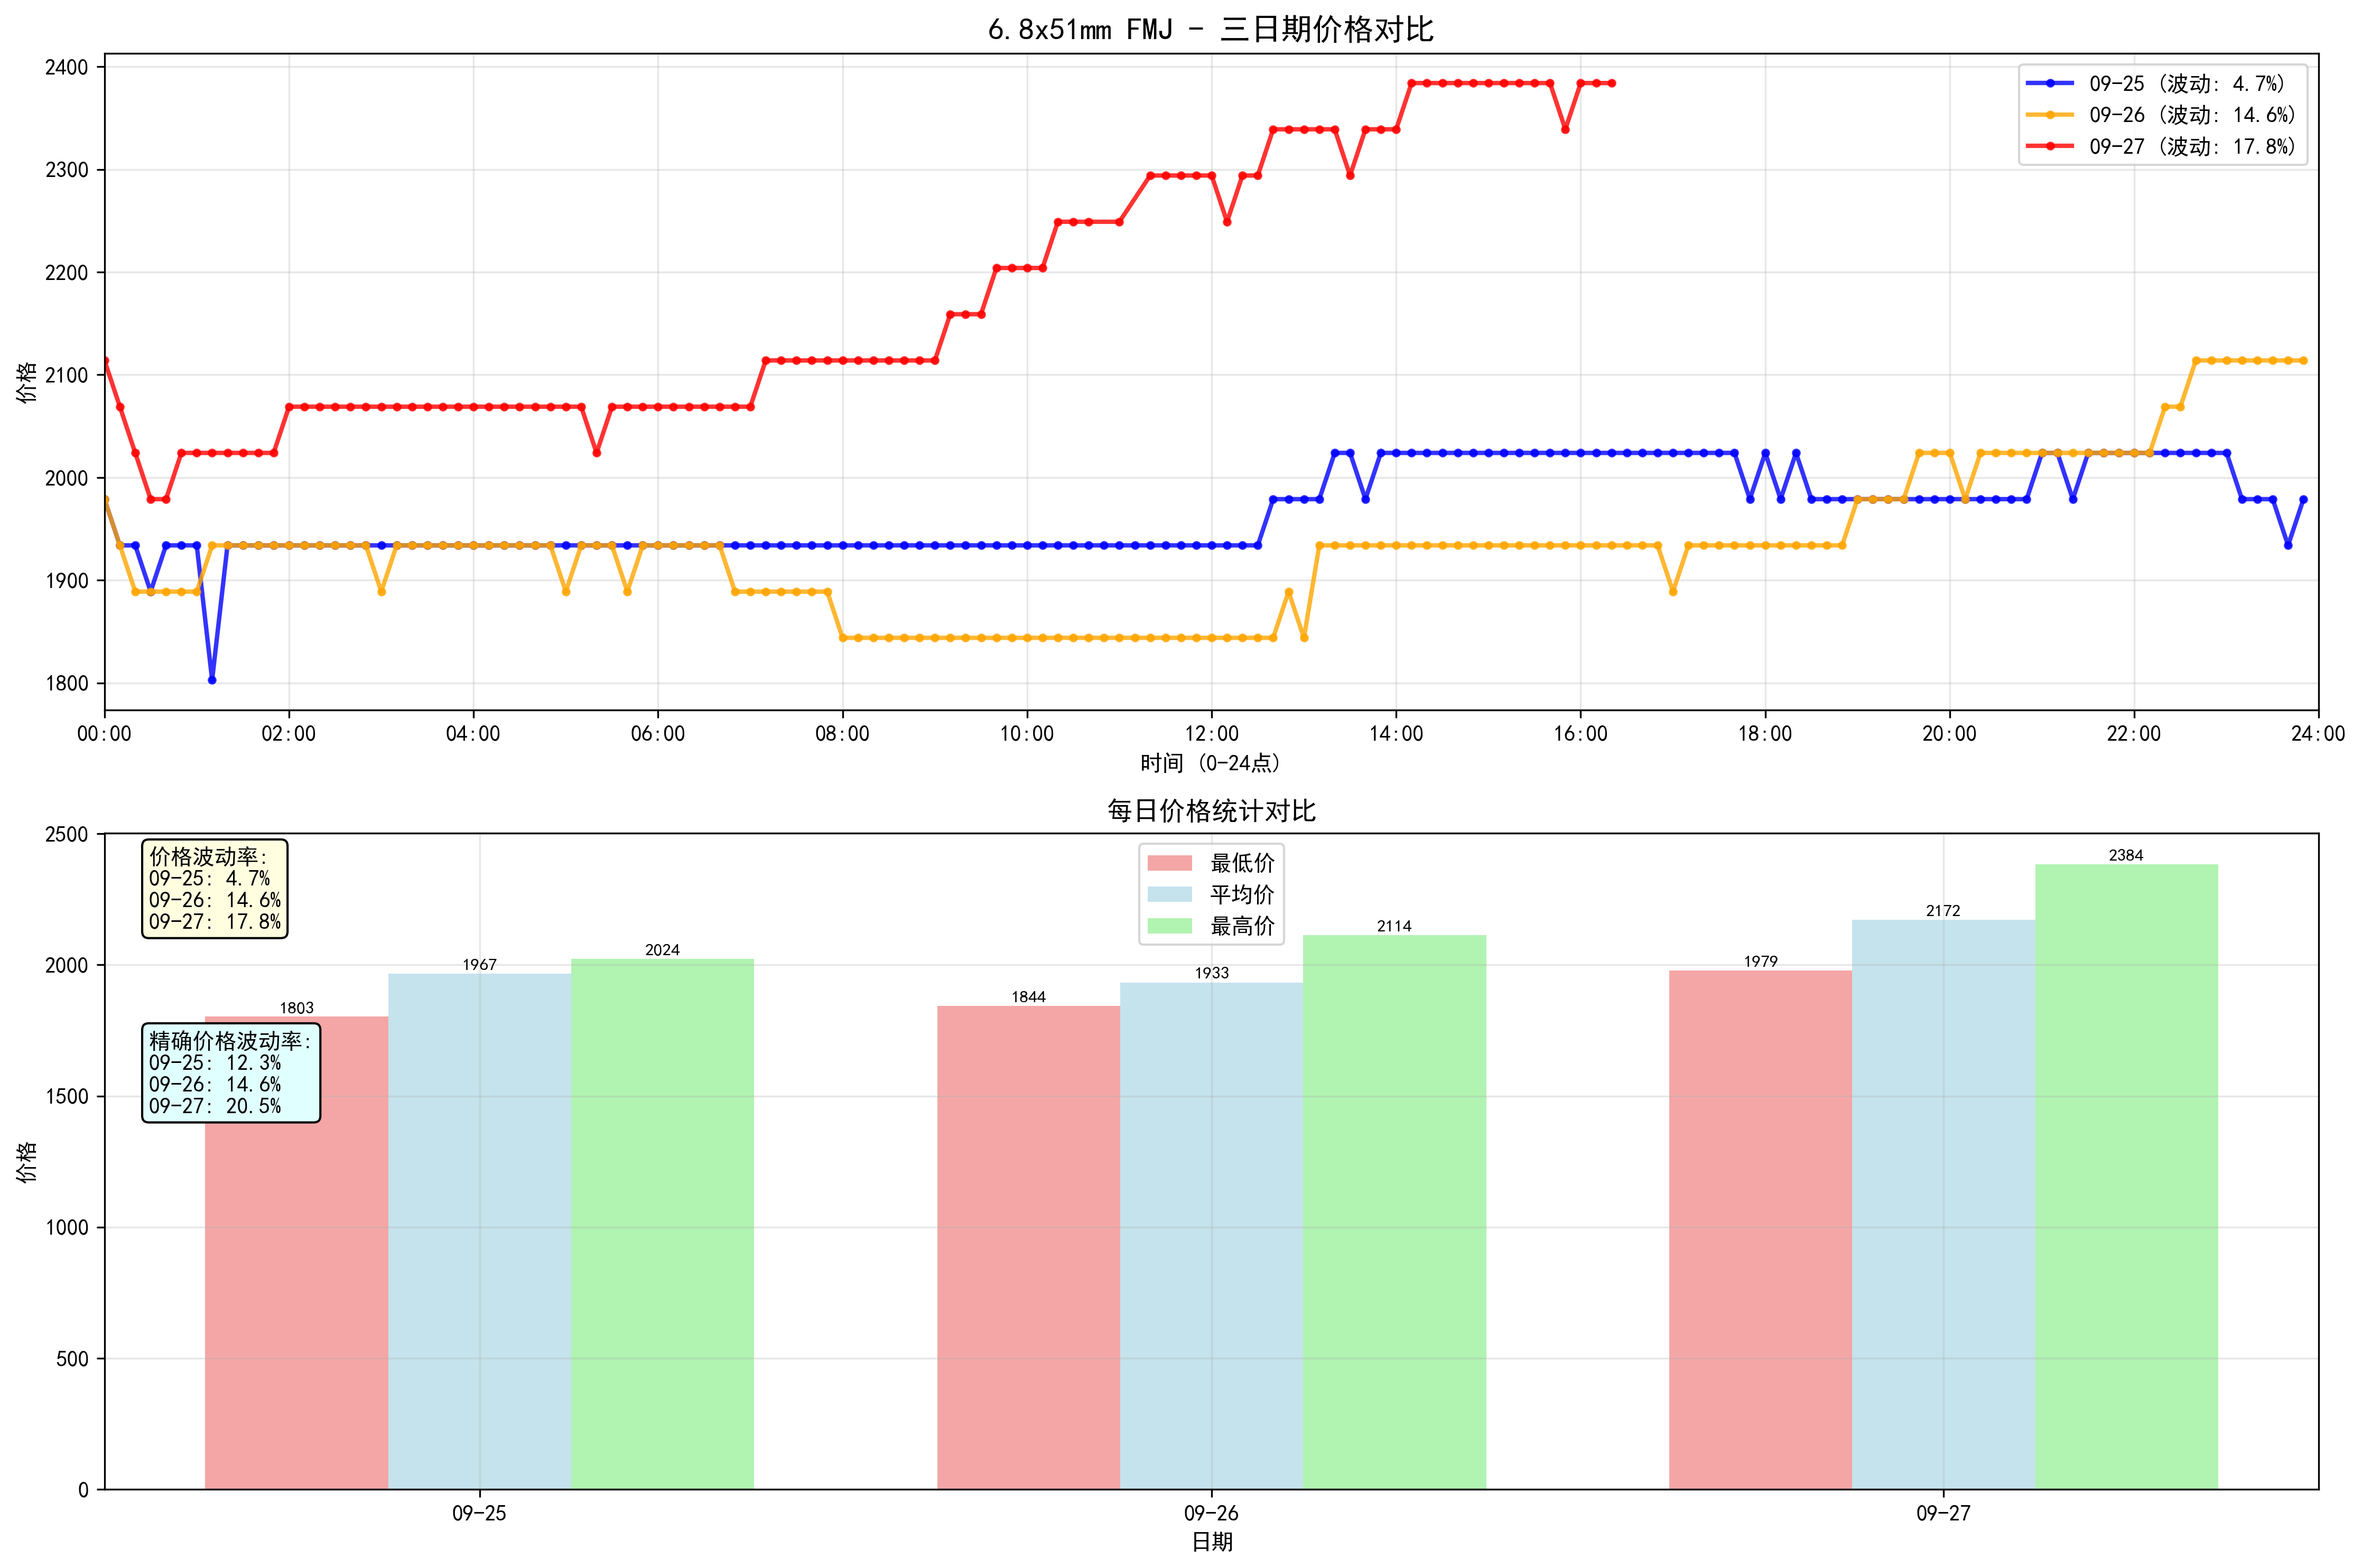 6.8x51mm FMJ - 三日期价格对比
2400
2300
2200
2100
2000
1900
1800
价格
09-25 (波动: 4.7%)
09-26 (波动: 14.6%)
09-27 (波动: 17.8%)
00:00 02:00 04:00 06:00 08:00 10:00 12:00 14:00 16:00 18:00 20:00 22:00 24:00
时间 (0-24点)
每日价格统计对比
2500
2000
1500
1000
500
0
价格
价格波动率:
09-25: 4.7%
09-26: 14.6%
09-27: 17.8%
精确价格波动率:
09-25: 12.3%
09-26: 14.6%
09-27: 20.5%
最低价
平均价
最高价
1803 1967 2024
1844 1933 2114
1979 2172 2384
09-25 09-26 09-27
日期